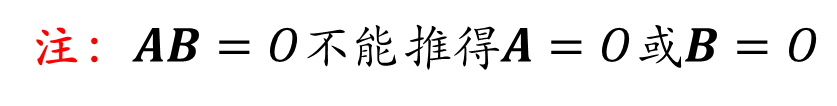 注：AB = O不能推得A = O或B = O